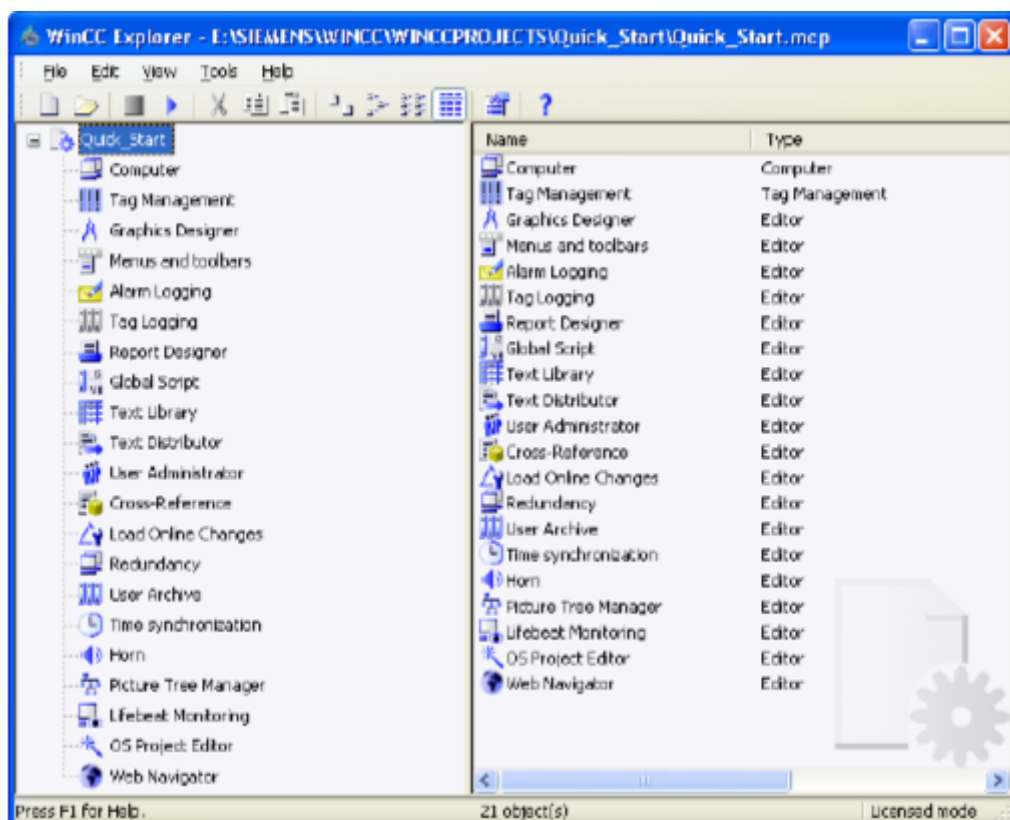 WinCC Explorer - E:\SIEMENS\WINCC\WINCCPROJECTS\Quick_Start\Quick_Start.mcp
File Edit View Tools Help
Quick_Start
Computer
Tag Management
Graphics Designer
Menus and toolbars
Alarm Logging
Tag Logging
Report Designer
Global Script
Text Library
Text Distributor
User Administrator
Cross-Reference
Load Online Changes
Redundancy
User Archive
Time synchronization
Horn
Picture Tree Manager
Lifebeat Monitoring
OS Project Editor
Web Navigator
Name Type
Computer Computer
Tag Management Tag Management
Graphics Designer Editor
Menus and toolbars Editor
Alarm Logging Editor
Tag Logging Editor
Report Designer Editor
Global Script Editor
Text Library Editor
Text Distributor Editor
User Administrator Editor
Cross-Reference Editor
Load Online Changes Editor
Redundancy Editor
User Archive Editor
Time synchronization Editor
Horn Editor
Picture Tree Manager Editor
Lifebeat Monitoring Editor
OS Project Editor Editor
Web Navigator Editor
Press F1 for Help. 21 object(s) Licensed mode